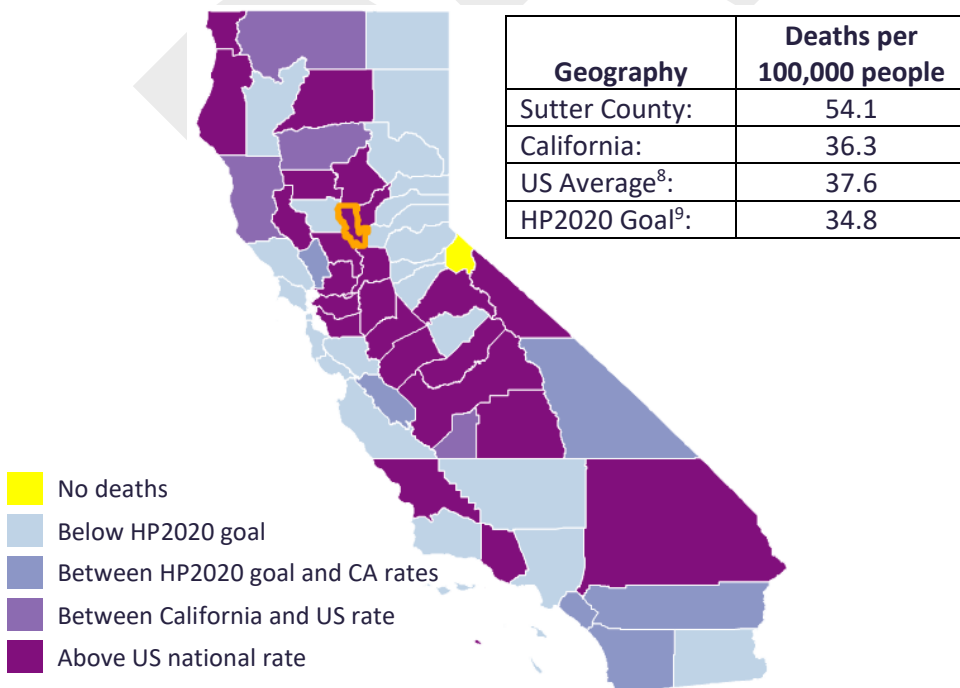 Geography Deaths per 100,000 people
Sutter County: 54.1
California: 36.3
US Average8: 37.6
HP2020 Goal9: 34.8
No deaths
Below HP2020 goal
Between HP2020 goal and CA rates
Between California and US rate
Above US national rate